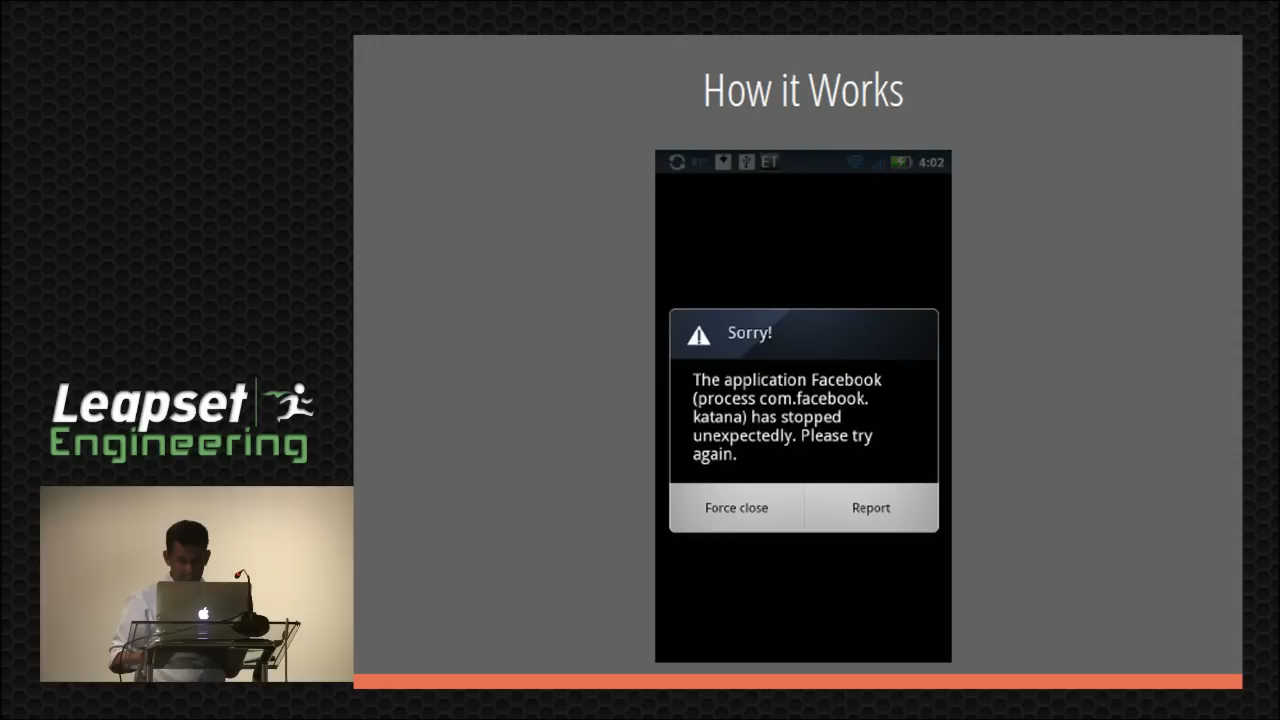 How it Works
ET
4:02
Sorry!
The application Facebook
(process com.facebook.
katana) has stopped
unexpectedly. Please try
again.
Force close
Report
Leapset
Engineering